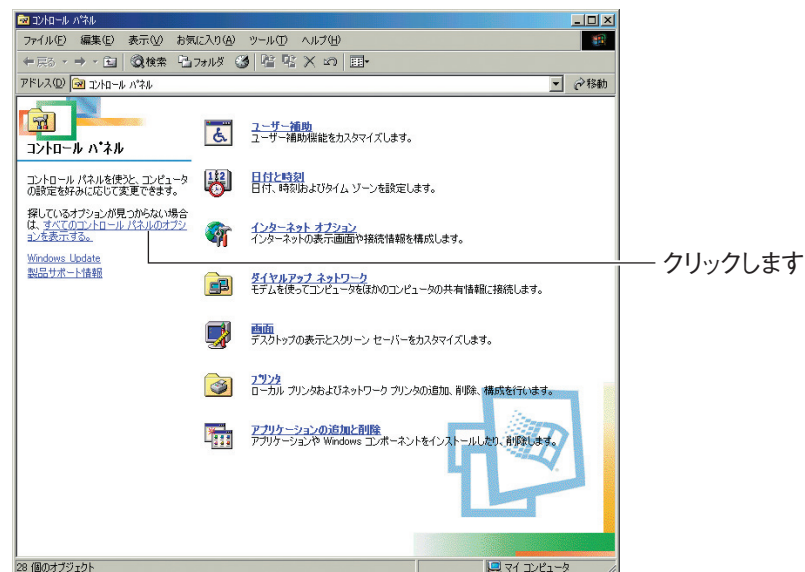 コントロール パネル
ファイル(F) 編集(E) 表示(V) お気に入り(A) ツール(T) ヘルプ(H)
戻る 検索 フォルダ
アドレス(D) コントロール パネル 移動
コントロール パネル
コントロール パネルを使うと、コンピュータ
の設定を好みに応じて変更できます。
探しているオプションが見つからない場合
は、すべてのコントロール パネルのオプシ
ョンを表示する。
Windows Update
製品サポート情報
ユーザー補助
ユーザー補助機能をカスタマイズします。
日付と時刻
日付、時刻およびタイム ゾーンを設定します。
インターネット オプション
インターネットの表示画面や接続情報を構成します。
ダイヤルアップ ネットワーク
モデムを使ってコンピュータをほかのコンピュータの共有情報に接続します。
画面
デスクトップの表示とスクリーン セーバーをカスタマイズします。
プリンタ
ローカル プリンタおよびネットワーク プリンタの追加、削除、構成を行います。
アプリケーションの追加と削除
アプリケーションや Windows コンポーネントをインストールしたり、削除します。
クリックします
28 個のオブジェクト マイ コンピュータ